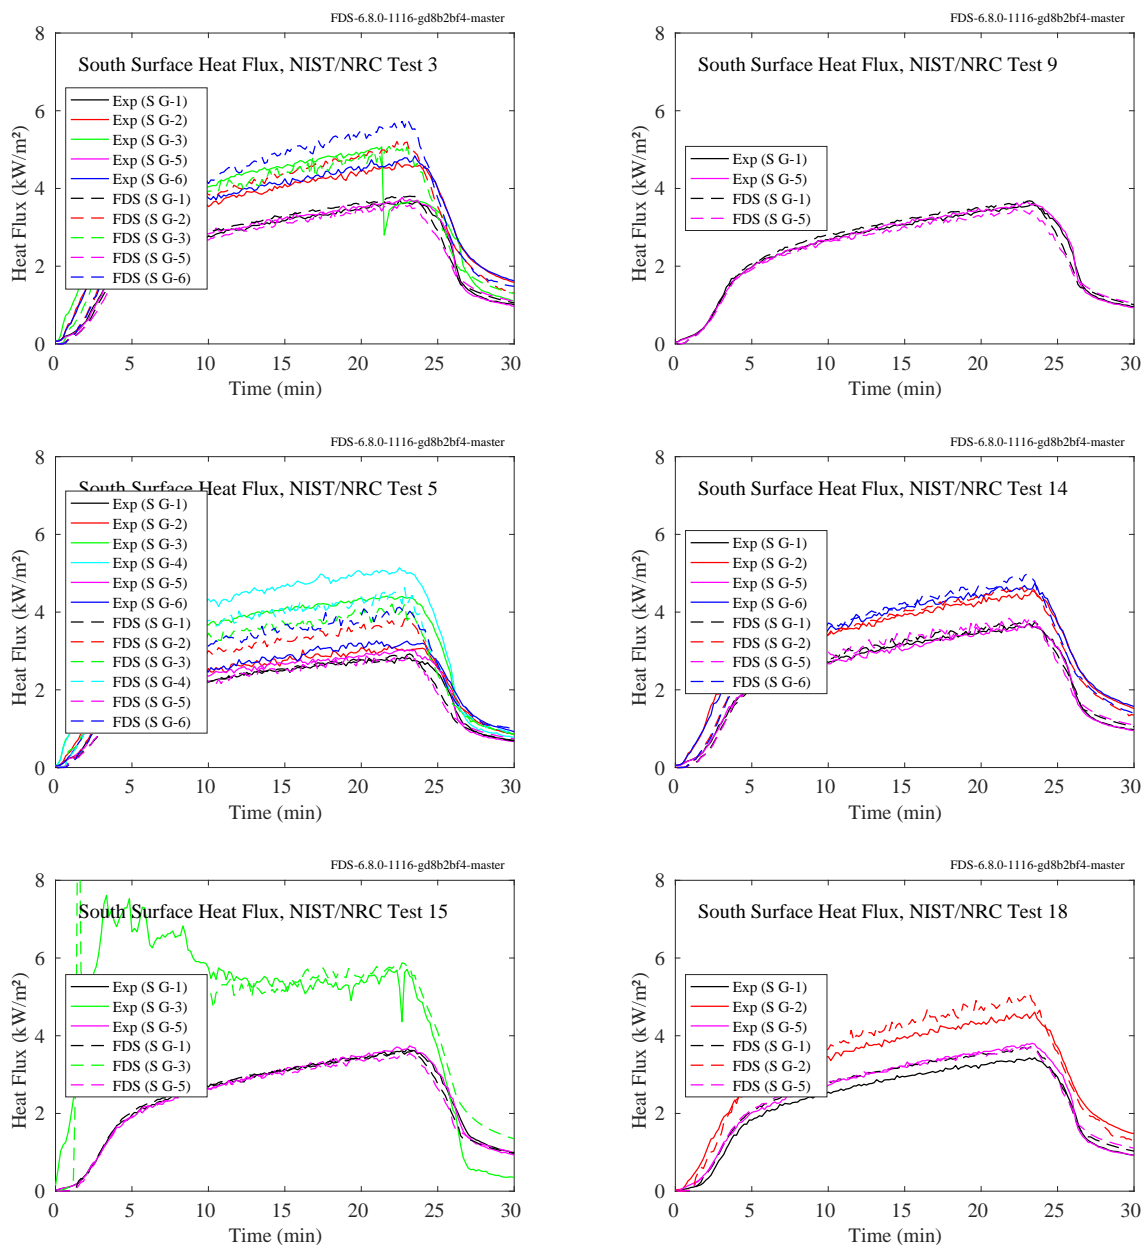 FDS-6.8.0-1116-gd8b2bf4-master
South Surface Heat Flux, NIST/NRC Test 3
Exp (S G-1)
Exp (S G-2)
Exp (S G-3)
Exp (S G-5)
Exp (S G-6)
FDS (S G-1)
FDS (S G-2)
FDS (S G-3)
FDS (S G-5)
FDS (S G-6)
Heat Flux (kW/m²)
8
6
4
2
0
0 5 10 15 20 25 30
Time (min)
FDS-6.8.0-1116-gd8b2bf4-master
South Surface Heat Flux, NIST/NRC Test 9
Exp (S G-1)
Exp (S G-5)
FDS (S G-1)
FDS (S G-5)
Heat Flux (kW/m²)
8
6
4
2
0
0 5 10 15 20 25 30
Time (min)
FDS-6.8.0-1116-gd8b2bf4-master
South Surface Heat Flux, NIST/NRC Test 5
Exp (S G-1)
Exp (S G-2)
Exp (S G-3)
Exp (S G-4)
Exp (S G-5)
Exp (S G-6)
FDS (S G-1)
FDS (S G-2)
FDS (S G-3)
FDS (S G-4)
FDS (S G-5)
FDS (S G-6)
Heat Flux (kW/m²)
8
6
4
2
0
0 5 10 15 20 25 30
Time (min)
FDS-6.8.0-1116-gd8b2bf4-master
South Surface Heat Flux, NIST/NRC Test 14
Exp (S G-1)
Exp (S G-2)
Exp (S G-5)
Exp (S G-6)
FDS (S G-1)
FDS (S G-2)
FDS (S G-5)
FDS (S G-6)
Heat Flux (kW/m²)
8
6
4
2
0
0 5 10 15 20 25 30
Time (min)
FDS-6.8.0-1116-gd8b2bf4-master
South Surface Heat Flux, NIST/NRC Test 15
Exp (S G-1)
Exp (S G-3)
Exp (S G-5)
FDS (S G-1)
FDS (S G-3)
FDS (S G-5)
Heat Flux (kW/m²)
8
6
4
2
0
0 5 10 15 20 25 30
Time (min)
FDS-6.8.0-1116-gd8b2bf4-master
South Surface Heat Flux, NIST/NRC Test 18
Exp (S G-1)
Exp (S G-2)
Exp (S G-5)
FDS (S G-1)
FDS (S G-2)
FDS (S G-5)
Heat Flux (kW/m²)
8
6
4
2
0
0 5 10 15 20 25 30
Time (min)